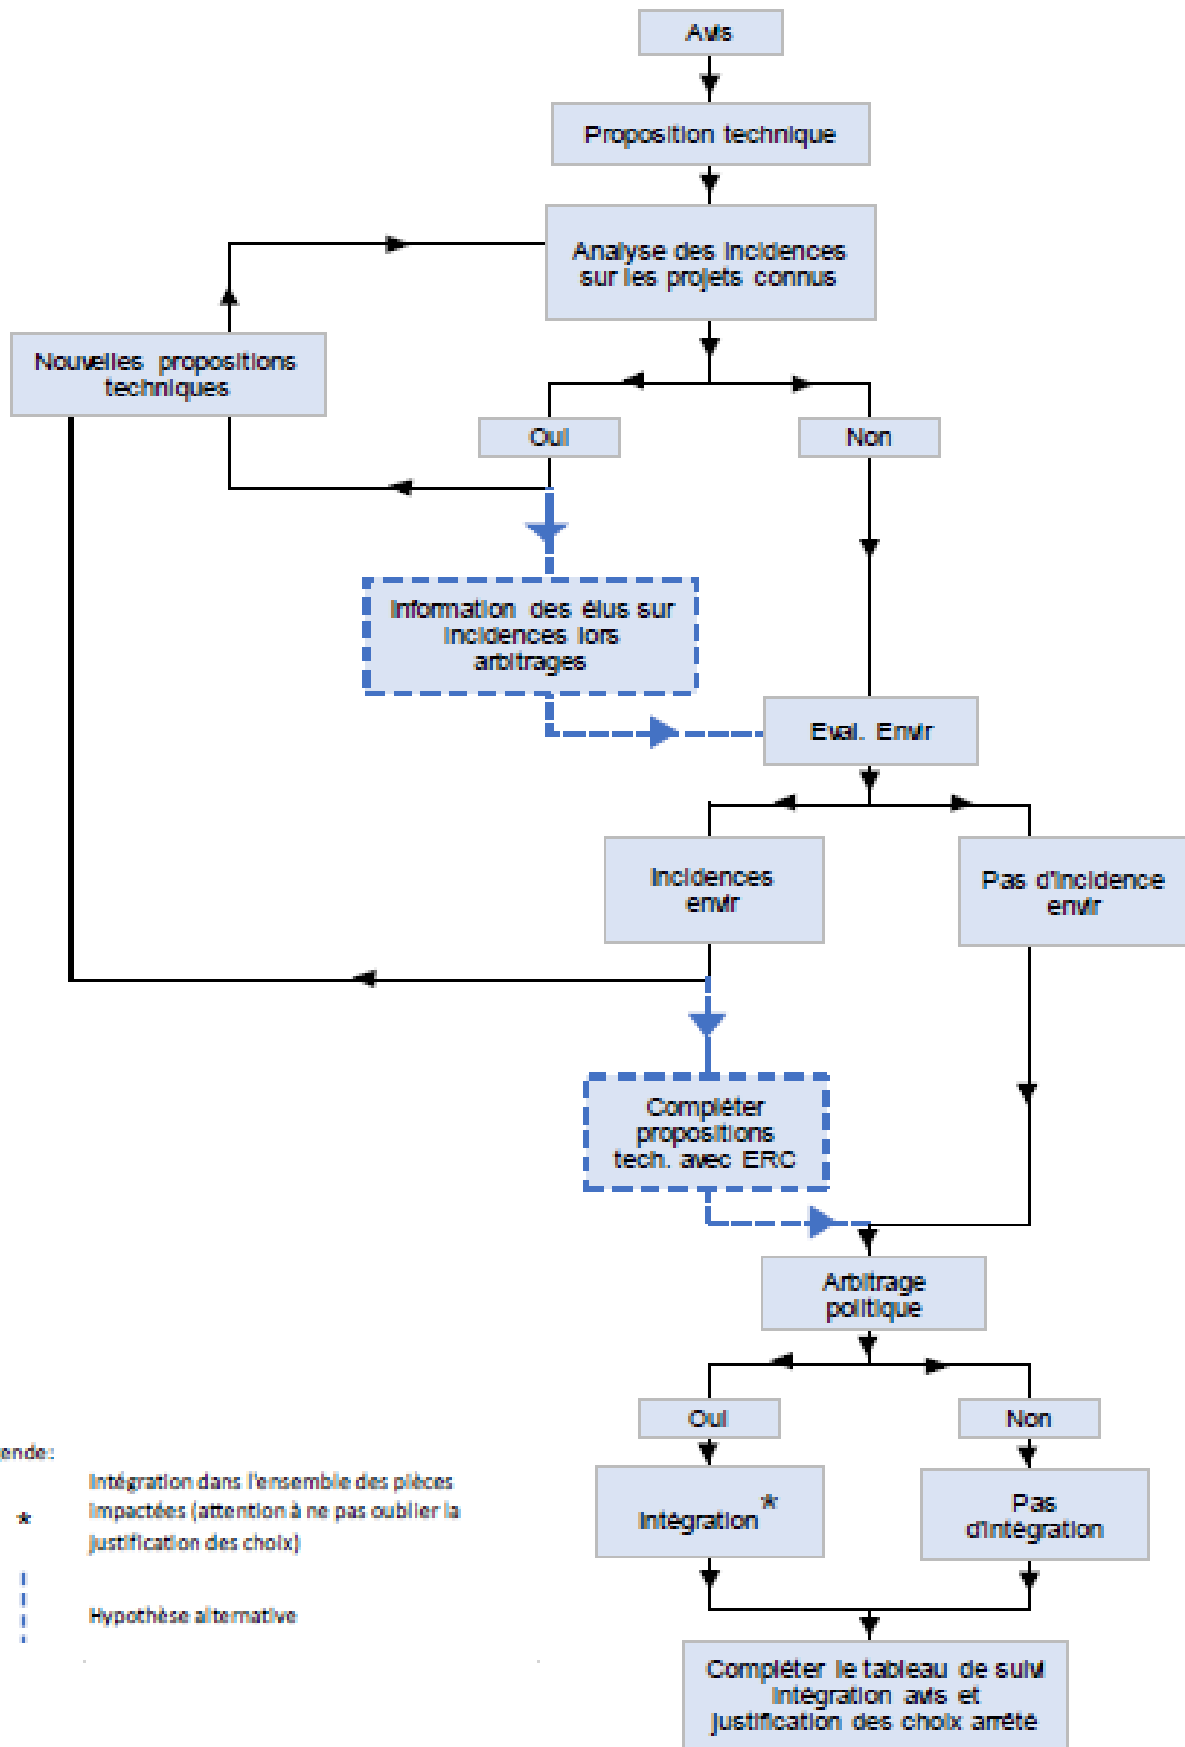 Avis
Proposition technique
Analyse des incidences
sur les projets connus
Nouvelles propositions
techniques
Oui
Non
Information des élus sur
incidences lors
arbitrages
Eval. Envir
Incidences
envir
Pas d'incidence
envir
Compléter
propositions
tech. avec ERC
Arbitrage
politique
Oui
Non
Intégration *
Pas
d'intégration
Compléter le tableau de suivi
intégration avis et
justification des choix arrêté
ende:
*
Intégration dans l'ensemble des pièces
impactées (attention à ne pas oublier la
justification des choix)
Hypothèse alternative